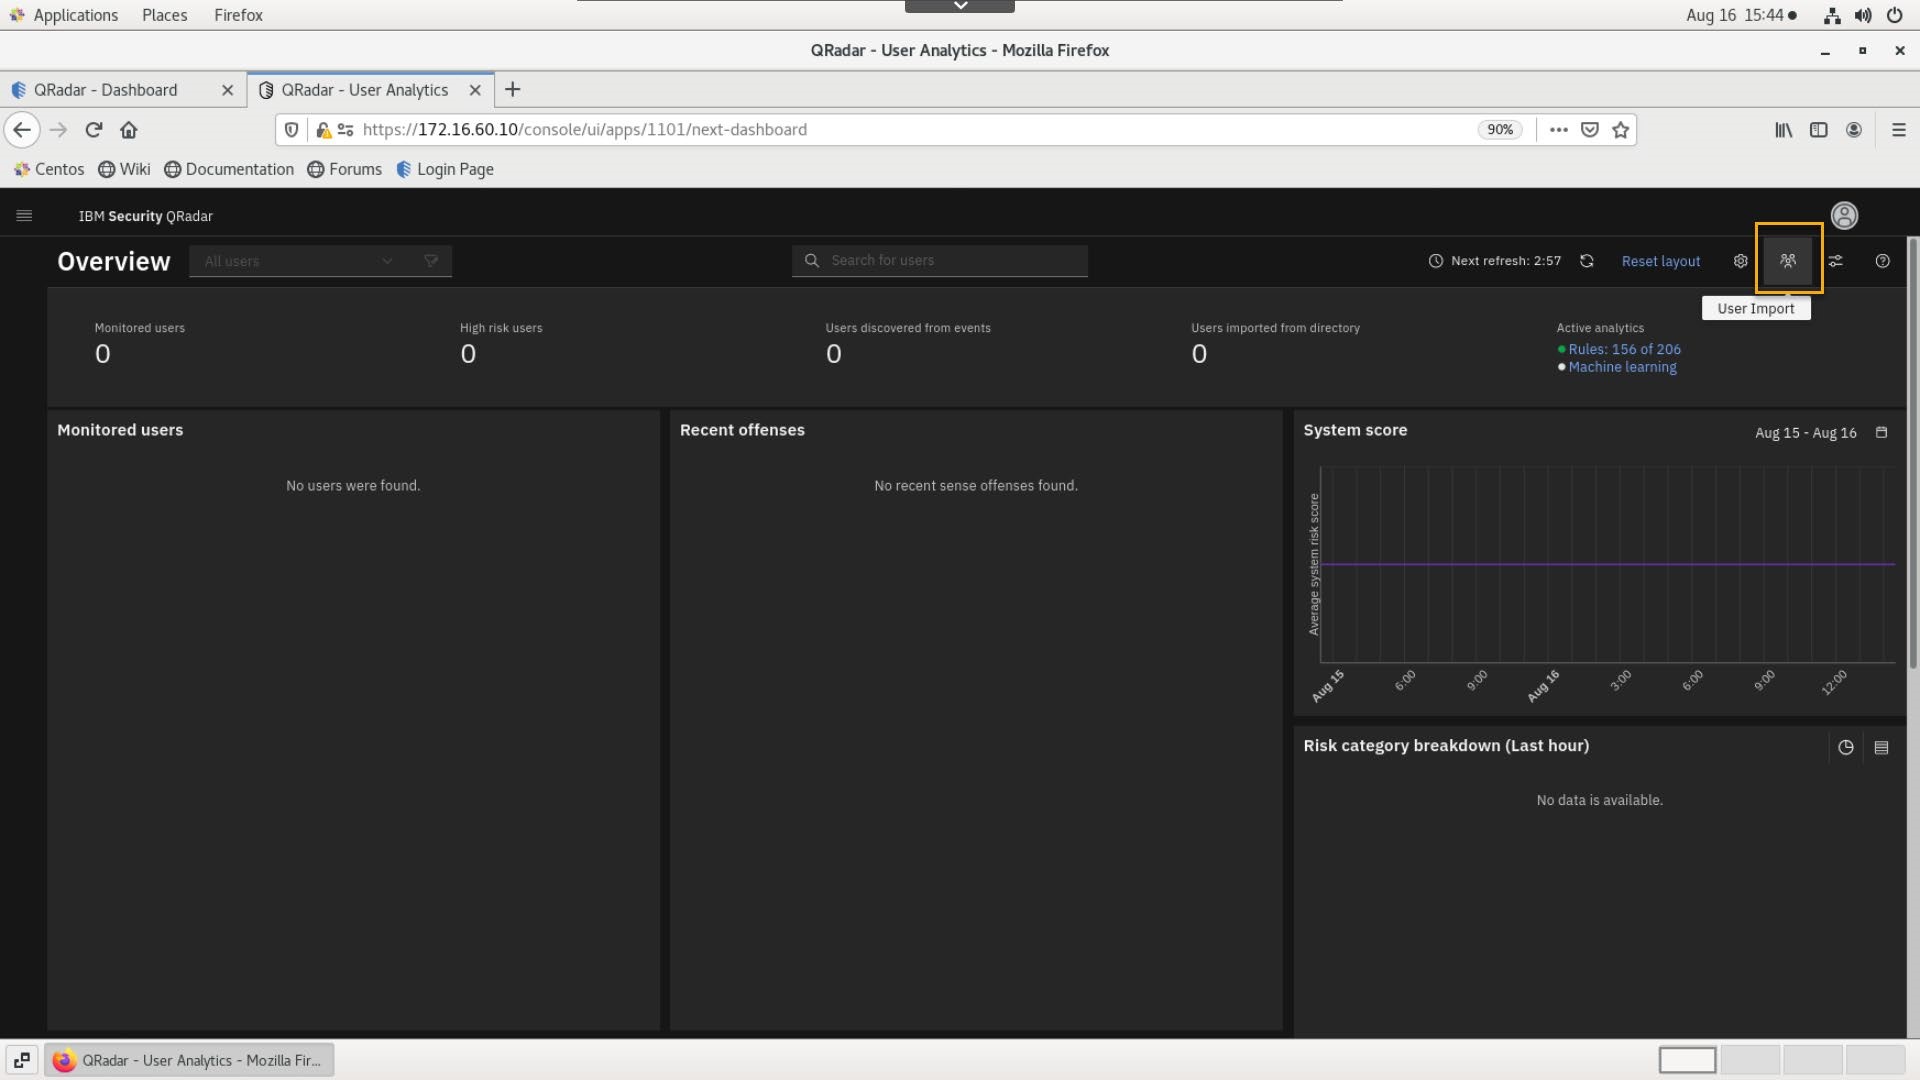 Applications Places Firefox Aug 16 15:44
QRadar - User Analytics - Mozilla Firefox
QRadar - Dashboard QRadar - User Analytics
https://172.16.60.10/console/ui/apps/1101/next-dashboard 90%
Centos Wiki Documentation Forums Login Page
IBM Security QRadar
Overview All users Search for users Next refresh: 2:57 Reset layout
User Import
Monitored users High risk users Users discovered from events Users imported from directory Active analytics
0 0 0 0 Rules: 156 of 206
Machine learning
Monitored users Recent offenses System score Aug 15 - Aug 16
No users were found. No recent sense offenses found.
Average system risk score
Aug 15 6:00 9:00 Aug 16 3:00 6:00 9:00 12:00
Risk category breakdown (Last hour)
No data is available.
QRadar - User Analytics - Mozilla Fir...